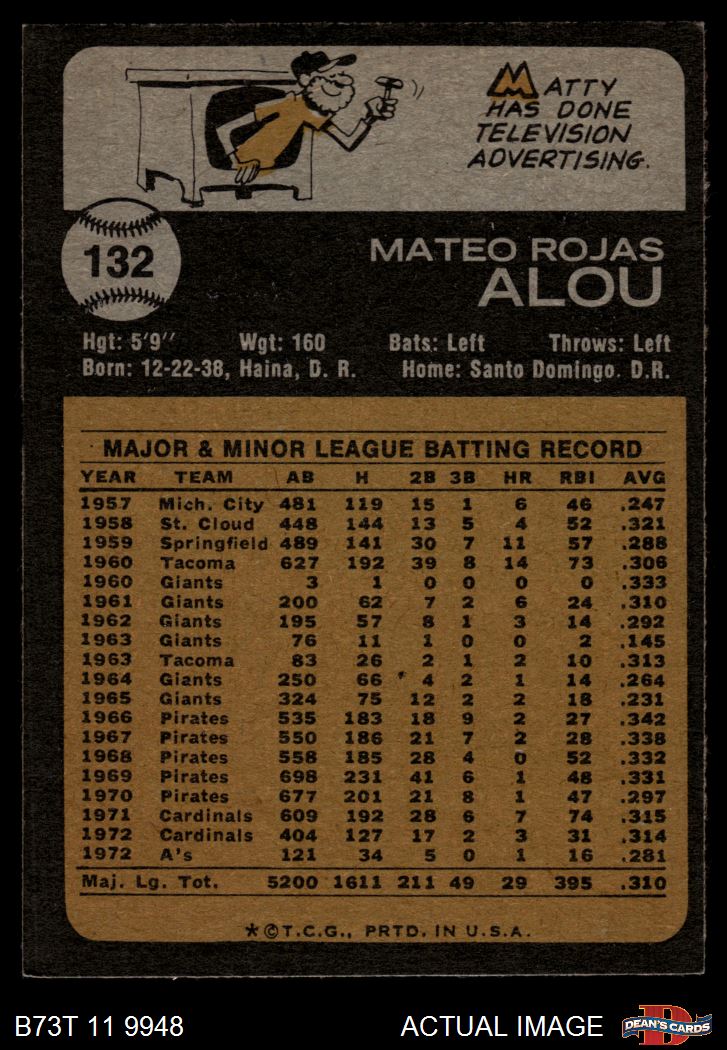 MATTY
HAS DONE
TELEVISION
ADVERTISING.
132
MATEO ROJAS
ALOU
Hgt: 5'9" Wgt: 160 Bats: Left Throws: Left
Born: 12-22-38, Haina, D. R. Home: Santo Domingo. D.R.
MAJOR & MINOR LEAGUE BATTING RECORD
YEAR TEAM AB H 2B 3B HR RBI AVG
1957 Mich. City 481 119 15 1 6 46 .247
1958 St. Cloud 448 144 13 5 4 52 .321
1959 Springfield 489 141 30 7 11 57 .288
1960 Tacoma 627 192 39 8 14 73 .306
1960 Giants 3 1 0 0 0 0 .333
1961 Giants 200 62 7 2 6 24 .310
1962 Giants 195 57 8 1 3 14 .292
1963 Giants 76 11 1 0 0 2 .145
1963 Tacoma 83 26 2 1 2 10 .313
1964 Giants 250 66 4 2 1 14 .264
1965 Giants 324 75 12 2 2 18 .231
1966 Pirates 535 183 18 9 2 27 .342
1967 Pirates 550 186 21 7 2 28 .338
1968 Pirates 558 185 28 4 0 52 .332
1969 Pirates 698 231 41 6 1 48 .331
1970 Pirates 677 201 21 8 1 47 .297
1971 Cardinals 609 192 28 6 7 74 .315
1972 Cardinals 404 127 17 2 3 31 .314
1972 A's 121 34 5 0 1 16 .281
Maj. Lg. Tot. 5200 1611 211 49 29 395 .310
*©T.C.G., PRTD. IN U.S.A.
B73T 11 9948 ACTUAL IMAGE
D
DEAN'S CARDS